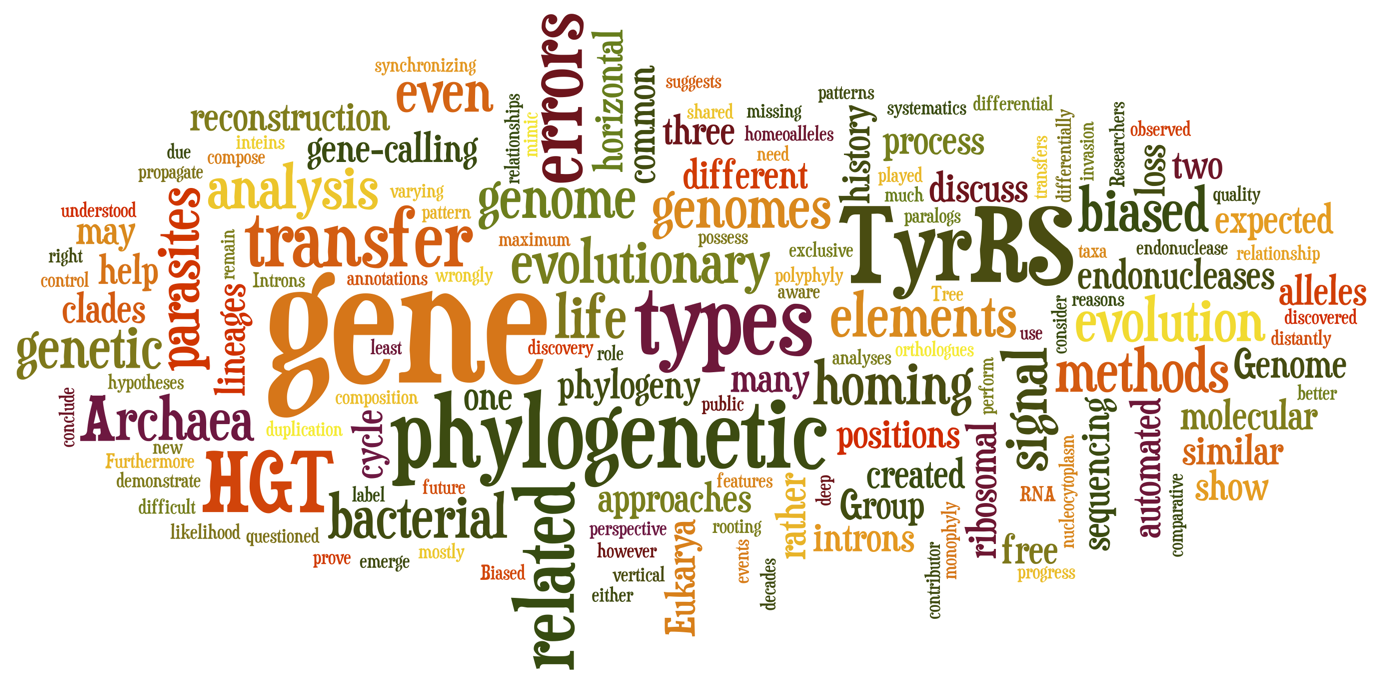 synchronizing
even
errors
horizontal
common
suggests
relationships
mimic
shared
missing
patterns
systematics
differential
reconstruction
inteins
gene-calling
three
homeoalleles
history
process
transfers
differentially
invasion
Researchers
observed
due
compose
propagate
need
loss
two
analysis
varying
genome
different
played
much
discuss
quality
understood
parasites
pattern
genomes
paralogs
TyrRS
biased
expected
may
remain
transfer
maximum
possess
exclusive
taxa
endonuclease
relationship
right
control
help
Introns
annotations
wrongly
evolutionary
polyphyly
aware
endonucleases
clades
lineages
gene
life
types
Tree
elements
use
consider
reasons
evolution
alleles
discovered
distantly
genetic
least
discovery
role
analyses
orthologues
hypotheses
composition
phylogeny
many
homing
perform
signal
methods
Genome
better
conclude
Archaea
duplication
cycle
one
public
phylogenetic
positions
ribosomal
sequencing
automated
molecular
new
Furthermore
demonstrate
HGT
label
future
features
deep
created
similar
show
difficult
bacterial
related
approaches
rather
Group
RNA
nucleocytoplasm
comparative
likelihood
questioned
perspective
rooting
introns
monophyly
free
prove
emerge
mostly
however
Eukarya
events
decades
contributor
progress
Biased
vertical
either